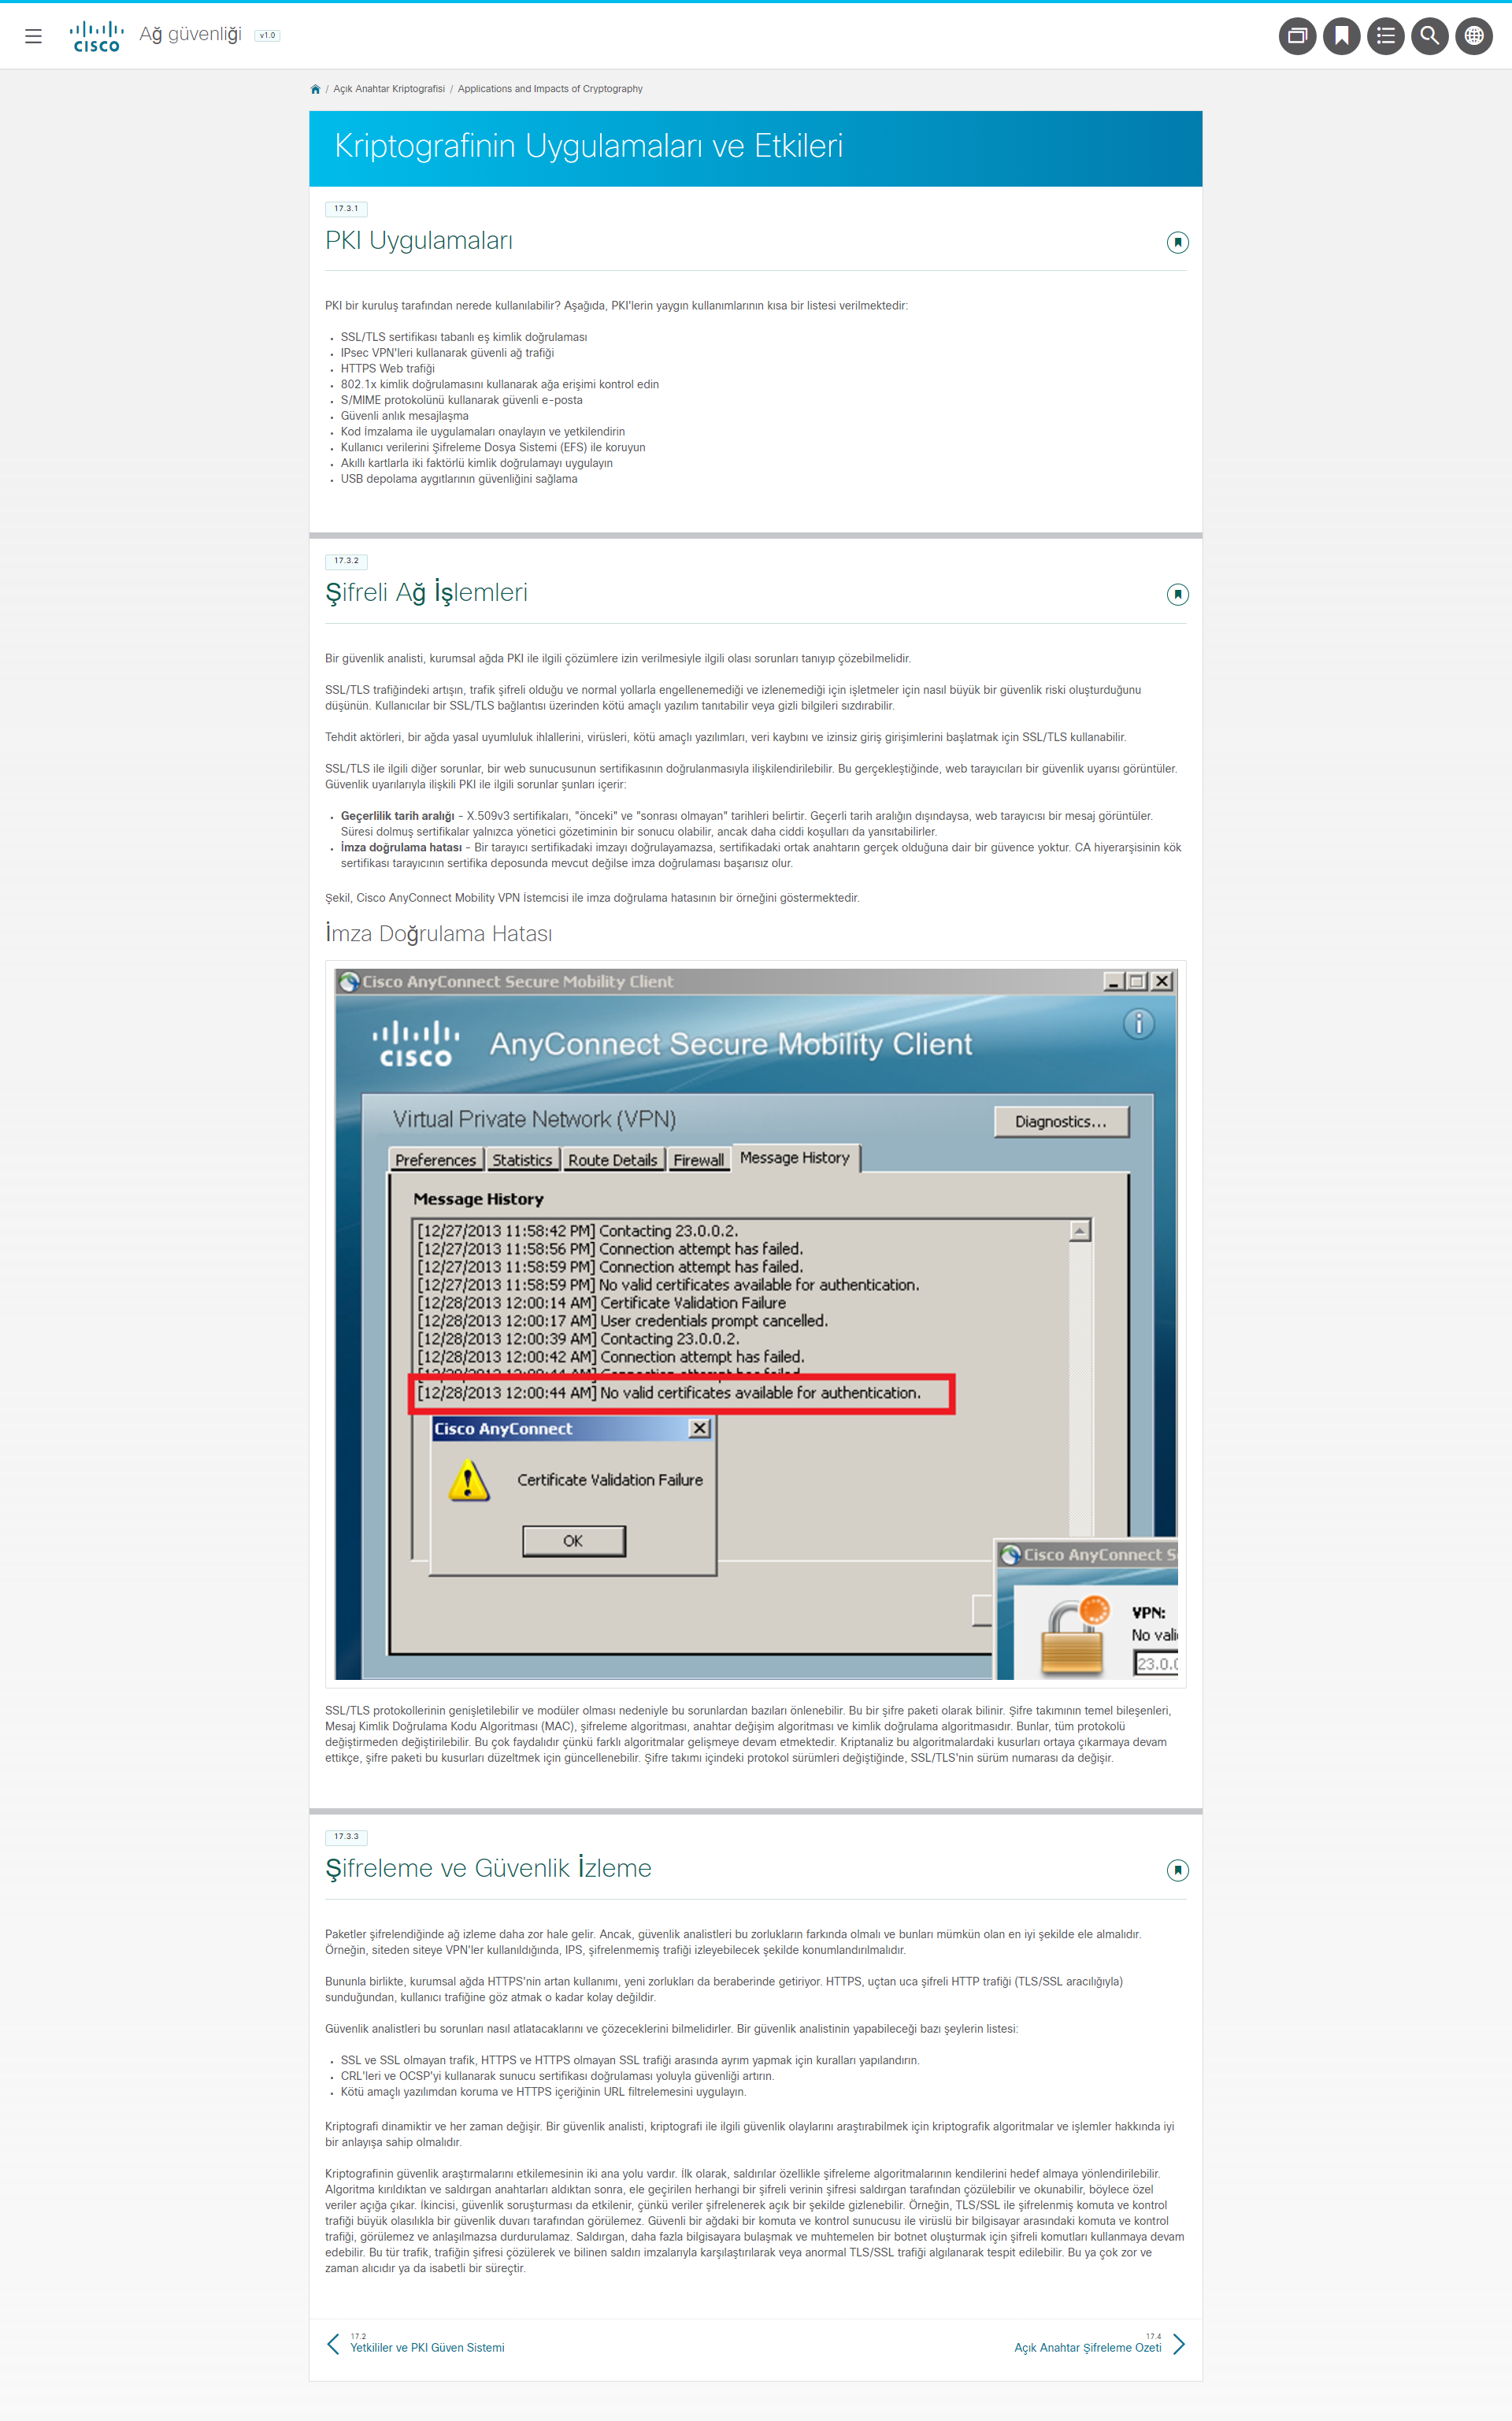 CISCO
Ağ güvenliği
v1.0
/ Açık Anahtar Kriptografisi / Applications and Impacts of Cryptography
Kriptografinin Uygulamaları ve Etkileri
17.3.1
PKI Uygulamaları
PKI bir kuruluş tarafından nerede kullanılabilir? Aşağıda, PKI'lerin yaygın kullanımlarının kısa bir listesi verilmektedir:
• SSL/TLS sertifikası tabanlı eş kimlik doğrulaması
• IPsec VPN'leri kullanarak güvenli ağ trafiği
• HTTPS Web trafiği
• 802.1x kimlik doğrulamasını kullanarak ağa erişimi kontrol edin
• S/MIME protokolünü kullanarak güvenli e-posta
• Güvenli anlık mesajlaşma
• Kod İmzalama ile uygulamaları onaylayın ve yetkilendirin
• Kullanıcı verilerini Şifreleme Dosya Sistemi (EFS) ile koruyun
• Akıllı kartlarla iki faktörlü kimlik doğrulamayı uygulayın
• USB depolama aygıtlarının güvenliğini sağlama
17.3.2
Şifreli Ağ İşlemleri
Bir güvenlik analisti, kurumsal ağda PKI ile ilgili çözümlere izin verilmesiyle ilgili olası sorunları tanıyıp çözebilmelidir.
SSL/TLS trafiğindeki artışın, trafik şifreli olduğu ve normal yollarla engellenemediği ve izlenemediği için işletmeler için nasıl büyük bir güvenlik riski oluşturduğunu
düşünün. Kullanıcılar bir SSL/TLS bağlantısı üzerinden kötü amaçlı yazılım tanıtabilir veya gizli bilgileri sızdırabilir.
Tehdit aktörleri, bir ağda yasal uyumluluk ihlallerini, virüsleri, kötü amaçlı yazılımları, veri kaybını ve izinsiz giriş girişimlerini başlatmak için SSL/TLS kullanabilir.
SSL/TLS ile ilgili diğer sorunlar, bir web sunucusunun sertifikasının doğrulanmasıyla ilişkilendirilebilir. Bu gerçekleştiğinde, web tarayıcıları bir güvenlik uyarısı görüntüler.
Güvenlik uyarılarıyla ilişkili PKI ile ilgili sorunlar şunları içerir:
• Geçerlilik tarih aralığı - X.509v3 sertifikaları, "önceki" ve "sonrası olmayan" tarihleri belirtir. Geçerli tarih aralığın dışındaysa, web tarayıcısı bir mesaj görüntüler.
Süresi dolmuş sertifikalar yalnızca yönetici gözetiminin bir sonucu olabilir, ancak daha ciddi koşulları da yansıtabilirler.
• İmza doğrulama hatası - Bir tarayıcı sertifikadaki imzayı doğrulayamazsa, sertifikadaki ortak anahtarın gerçek olduğuna dair bir güvence yoktur. CA hiyerarşisinin kök
sertifikası tarayıcının sertifika deposunda mevcut değilse imza doğrulaması başarısız olur.
Şekil, Cisco AnyConnect Mobility VPN İstemcisi ile imza doğrulama hatasının bir örneğini göstermektedir.
İmza Doğrulama Hatası
Cisco AnyConnect Secure Mobility Client
CISCO AnyConnect Secure Mobility Client
Virtual Private Network (VPN)
Diagnostics...
Preferences Statistics Route Details Firewall Message History
Message History
[12/27/2013 11:58:42 PM] Contacting 23.0.0.2.
[12/27/2013 11:58:56 PM] Connection attempt has failed.
[12/27/2013 11:58:59 PM] Connection attempt has failed.
[12/27/2013 11:58:59 PM] No valid certificates available for authentication.
[12/28/2013 12:00:14 AM] Certificate Validation Failure
[12/28/2013 12:00:17 AM] User credentials prompt cancelled.
[12/28/2013 12:00:39 AM] Contacting 23.0.0.2.
[12/28/2013 12:00:42 AM] Connection attempt has failed.
[12/28/2013 12:00:44 AM] Connection attempt has failed.
[12/28/2013 12:00:44 AM] No valid certificates available for authentication.
Cisco AnyConnect
Certificate Validation Failure
OK
Cisco AnyConnect S
VPN:
No vali
23.0.0
SSL/TLS protokollerinin genişletilebilir ve modüler olması nedeniyle bu sorunlardan bazıları önlenebilir. Bu bir şifre paketi olarak bilinir. Şifre takımının temel bileşenleri,
Mesaj Kimlik Doğrulama Kodu Algoritması (MAC), şifreleme algoritması, anahtar değişim algoritması ve kimlik doğrulama algoritmasıdır. Bunlar, tüm protokolü
değiştirmeden değiştirilebilir. Bu çok faydalıdır çünkü farklı algoritmalar gelişmeye devam etmektedir. Kriptanaliz bu algoritmalardaki kusurları ortaya çıkarmaya devam
ettikçe, şifre paketi bu kusurları düzeltmek için güncellenebilir. Şifre takımı içindeki protokol sürümleri değiştiğinde, SSL/TLS'nin sürüm numarası da değişir.
17.3.3
Şifreleme ve Güvenlik İzleme
Paketler şifrelendiğinde ağ izleme daha zor hale gelir. Ancak, güvenlik analistleri bu zorlukların farkında olmalı ve bunları mümkün olan en iyi şekilde ele almalıdır.
Örneğin, siteden siteye VPN'ler kullanıldığında, IPS, şifrelenmemiş trafiği izleyebilecek şekilde konumlandırılmalıdır.
Bununla birlikte, kurumsal ağda HTTPS'nin artan kullanımı, yeni zorlukları da beraberinde getiriyor. HTTPS, uçtan uca şifreli HTTP trafiği (TLS/SSL aracılığıyla)
sunduğundan, kullanıcı trafiğine göz atmak o kadar kolay değildir.
Güvenlik analistleri bu sorunları nasıl atlatacaklarını ve çözeceklerini bilmelidirler. Bir güvenlik analistinin yapabileceği bazı şeylerin listesi:
• SSL ve SSL olmayan trafik, HTTPS ve HTTPS olmayan SSL trafiği arasında ayrım yapmak için kuralları yapılandırın.
• CRL'leri ve OCSP'yi kullanarak sunucu sertifikası doğrulaması yoluyla güvenliği artırın.
• Kötü amaçlı yazılımdan koruma ve HTTPS içeriğinin URL filtrelemesini uygulayın.
Kriptografi dinamiktir ve her zaman değişir. Bir güvenlik analisti, kriptografi ile ilgili güvenlik olaylarını araştırabilmek için kriptografik algoritmalar ve işlemler hakkında iyi
bir anlayışa sahip olmalıdır.
Kriptografinin güvenlik araştırmalarını etkilemesinin iki ana yolu vardır. İlk olarak, saldırılar özellikle şifreleme algoritmalarının kendilerini hedef almaya yönlendirilebilir.
Algoritma kırıldıktan ve saldırgan anahtarları aldıktan sonra, ele geçirilen herhangi bir şifreli verinin şifresi saldırgan tarafından çözülebilir ve okunabilir, böylece özel
veriler açığa çıkar. İkincisi, güvenlik soruşturması da etkilenir, çünkü veriler şifrelenerek açık bir şekilde gizlenebilir. Örneğin, TLS/SSL ile şifrelenmiş komuta ve kontrol
trafiği büyük olasılıkla bir güvenlik duvarı tarafından görülemez. Güvenli bir ağdaki bir komuta ve kontrol sunucusu ile virüslü bir bilgisayar arasındaki komuta ve kontrol
trafiği, görülemez ve anlaşılmazsa durdurulamaz. Saldırgan, daha fazla bilgisayara bulaşmak ve muhtemelen bir botnet oluşturmak için şifreli komutları kullanmaya devam
edebilir. Bu tür trafik, trafiğin şifresi çözülerek ve bilinen saldırı imzalarıyla karşılaştırılarak veya anormal TLS/SSL trafiği algılanarak tespit edilebilir. Bu ya çok zor ve
zaman alıcıdır ya da isabetli bir süreçtir.
17.2
Yetkililer ve PKI Güven Sistemi
17.4
Açık Anahtar Şifreleme Ozeti